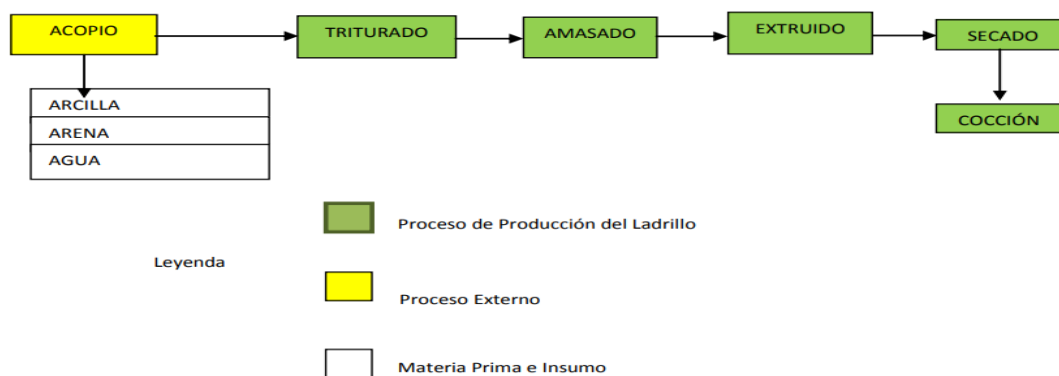 ACOPIO
TRITURADO
AMASADO
EXTRUIDO
SECADO
ARCILLA
ARENA
AGUA
COCCIÓN
Proceso de Producción del Ladrillo
Leyenda
Proceso Externo
Materia Prima e Insumo